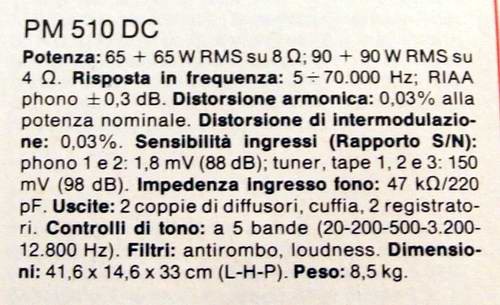 PM 510 DC
Potenza: 65 + 65 W RMS su 8 Ω; 90 + 90 W RMS su
4 Ω. Risposta in frequenza: 5÷70.000 Hz; RIAA
phono ±0,3 dB. Distorsione armonica: 0,03% alla
potenza nominale. Distorsione di intermodulazio-
ne: 0,03%. Sensibilità ingressi (Rapporto S/N):
phono 1 e 2: 1,8 mV (88 dB); tuner, tape 1, 2 e 3: 150
mV (98 dB). Impedenza ingresso fono: 47 kΩ/220
pF. Uscite: 2 coppie di diffusori, cuffia, 2 registrato-
ri. Controlli di tono: a 5 bande (20-200-500-3.200-
12.800 Hz). Filtri: antirombo, loudness. Dimensio-
ni: 41,6 x 14,6 x 33 cm (L-H-P). Peso: 8,5 kg.